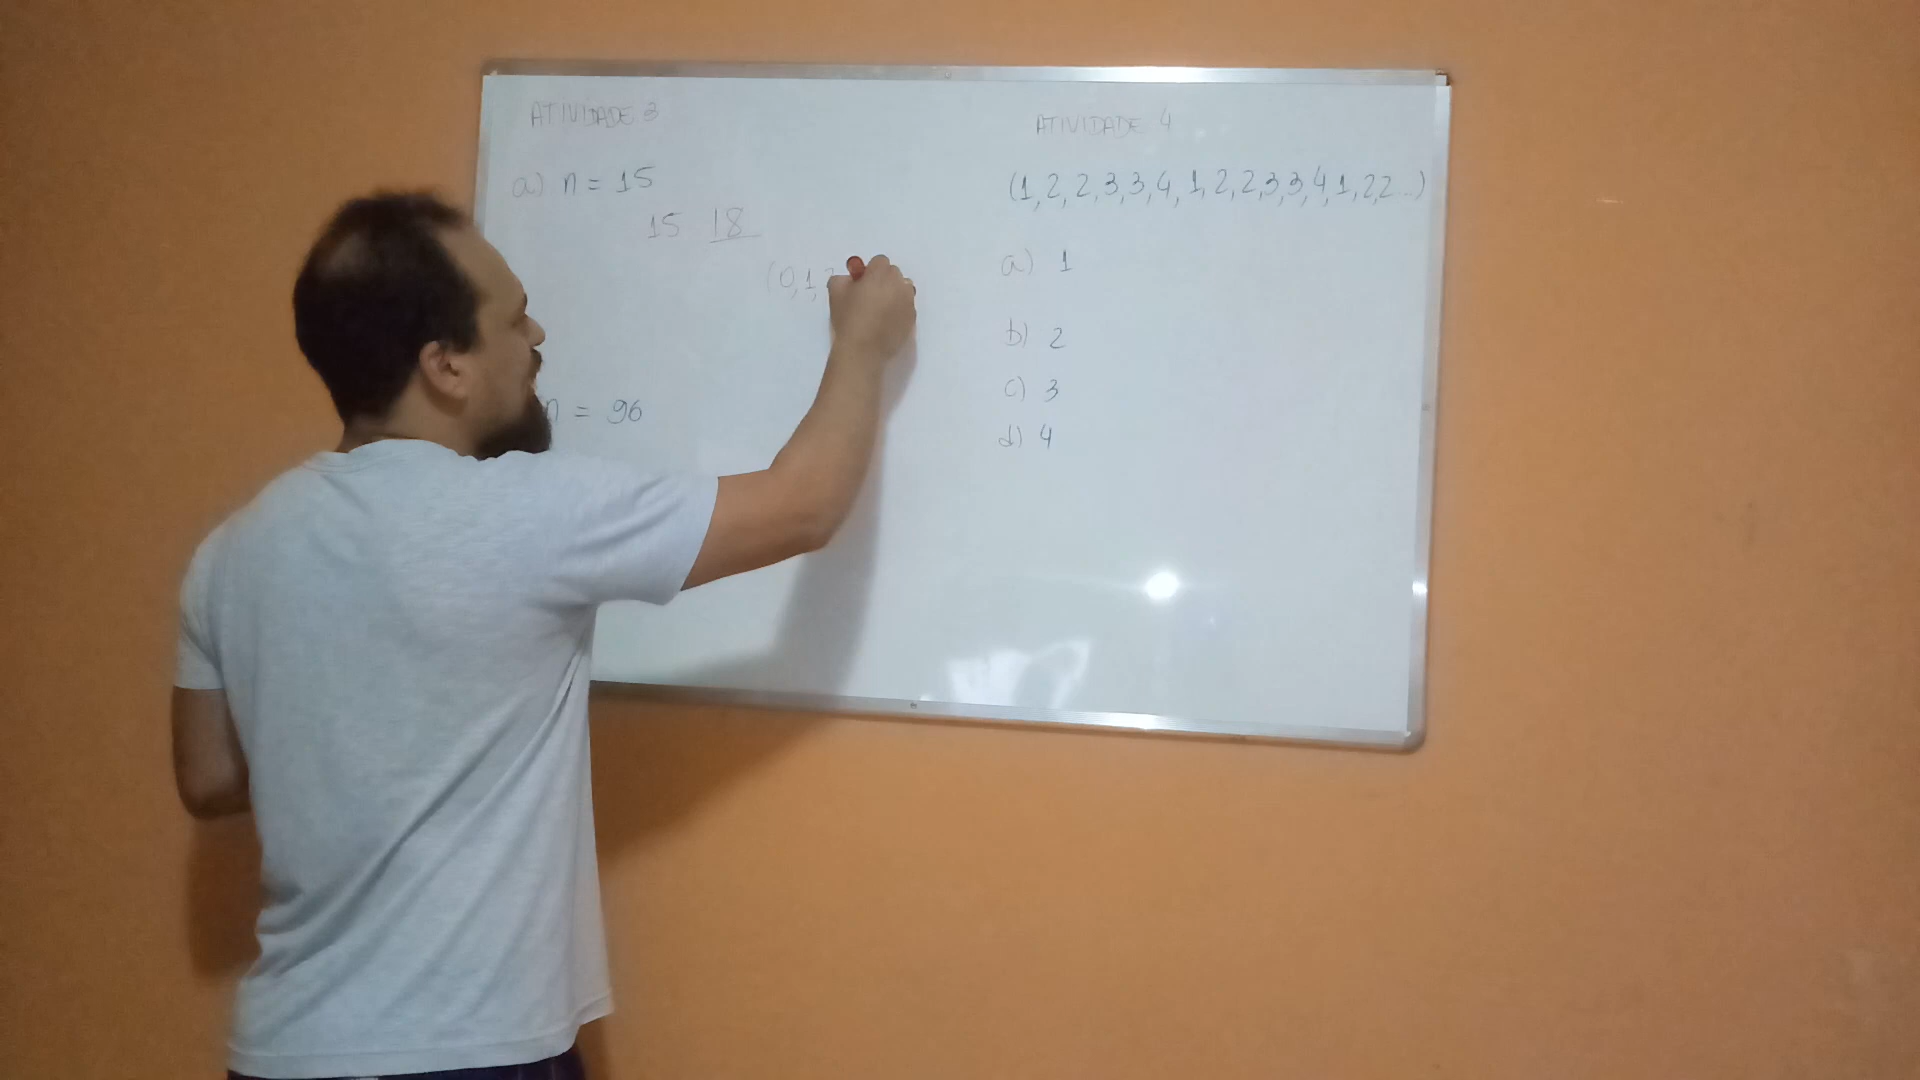 ATIVIDADE 3
a) n = 15
15 18
(0,1,2
n = 96
ATIVIDADE 4
(1,2,2,3,3,4,1,2,2,3,3,4,1,2,2...)
a) 1
b) 2
c) 3
d) 4